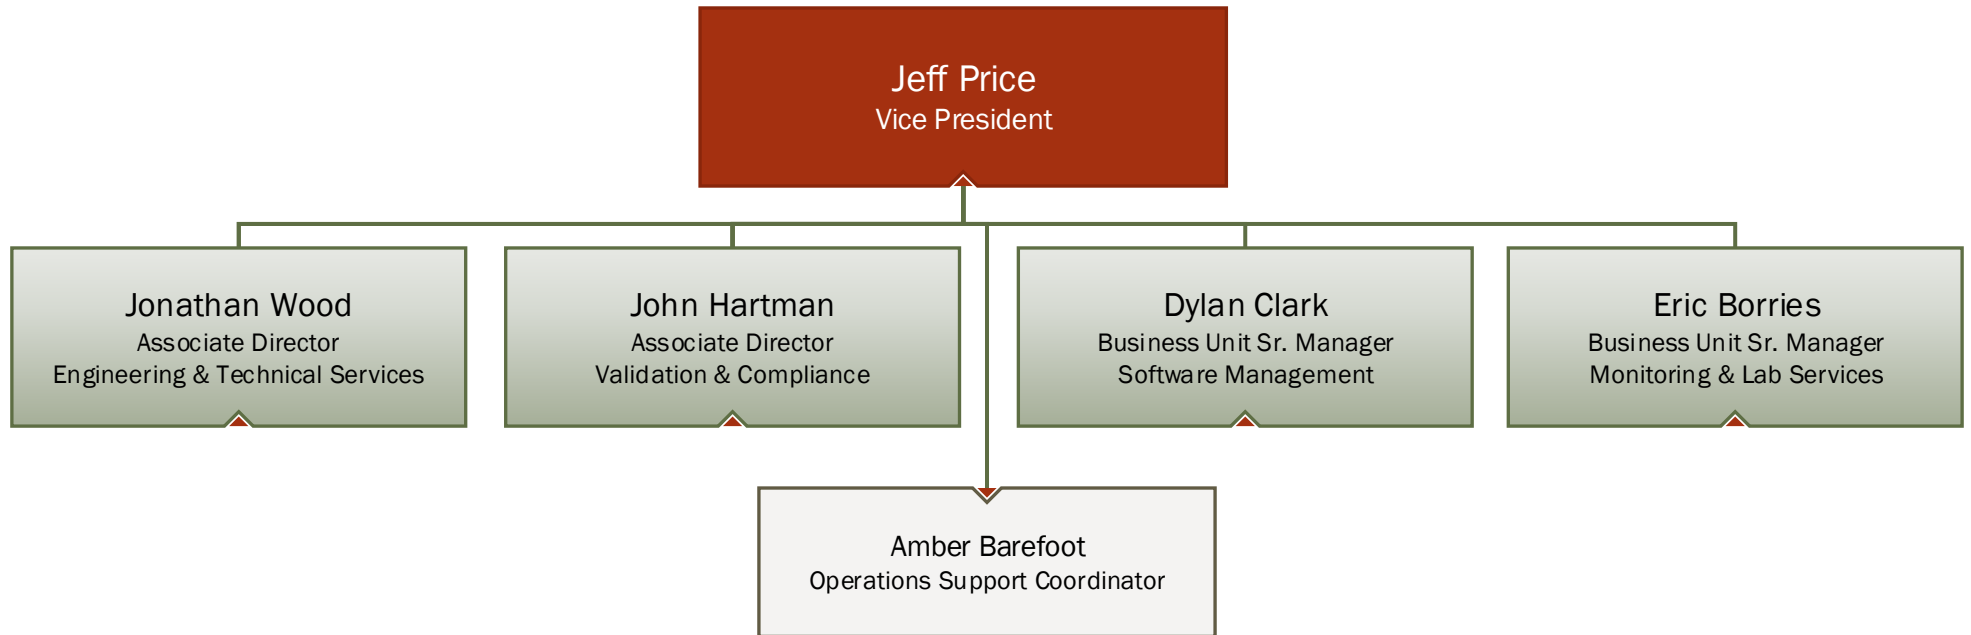 Jeff Price
Vice President
Jonathan Wood
Associate Director
Engineering & Technical Services
John Hartman
Associate Director
Validation & Compliance
Dylan Clark
Business Unit Sr. Manager
Software Management
Eric Borries
Business Unit Sr. Manager
Monitoring & Lab Services
Amber Barefoot
Operations Support Coordinator